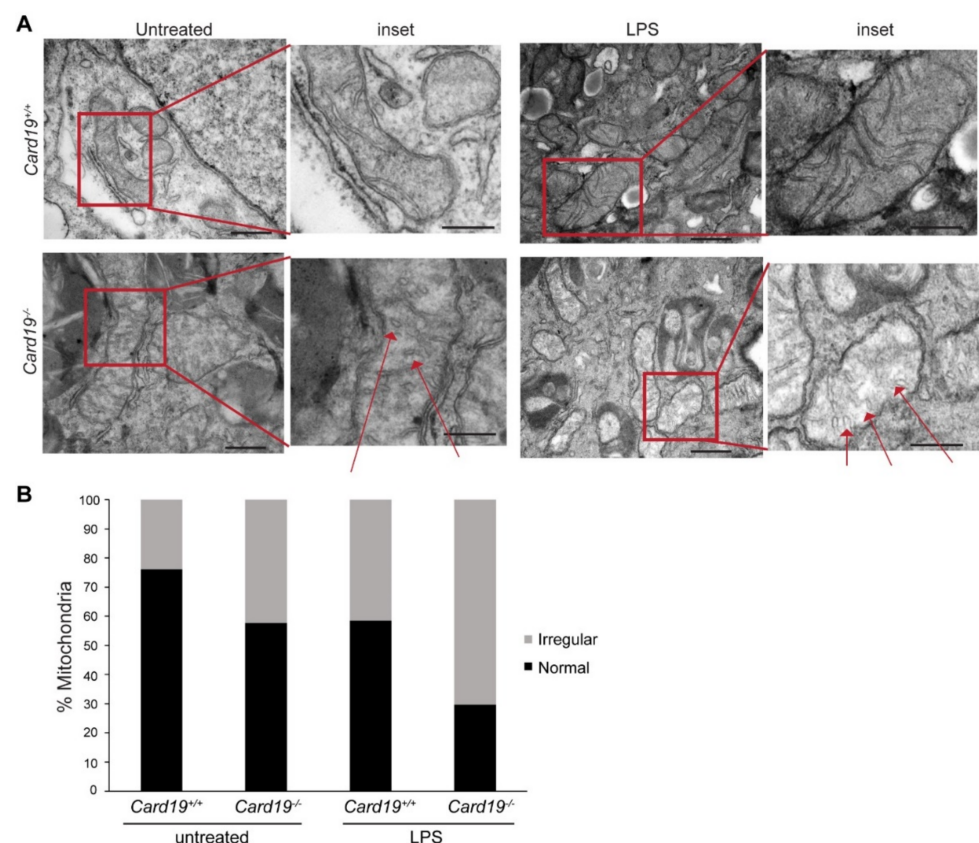 A
Untreated inset LPS inset
Card19+/+
Card19-/-
B
100
90
80
70
60
50
40
30
20
10
0
% Mitochondria
Irregular
Normal
Card19+/+ Card19-/- Card19+/+ Card19-/-
untreated LPS